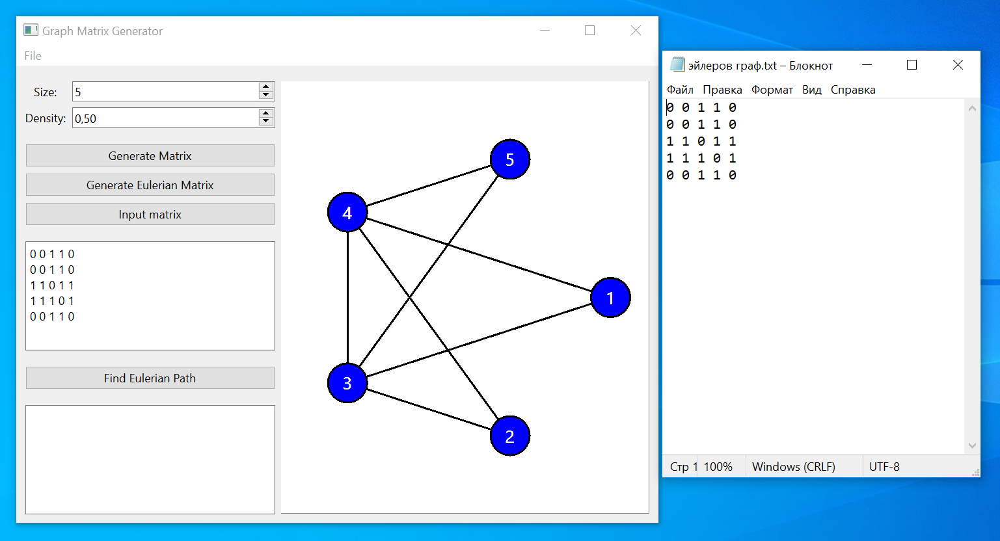 Graph Matrix Generator
File
Size: 5
Density: 0,50
Generate Matrix
Generate Eulerian Matrix
Input matrix
0 0 1 1 0
0 0 1 1 0
1 1 0 1 1
1 1 1 0 1
0 0 1 1 0
Find Eulerian Path
5
4
1
3
2
эйлеров граф.txt – Блокнот
Файл Правка Формат Вид Справка
0 0 1 1 0
0 0 1 1 0
1 1 0 1 1
1 1 1 0 1
0 0 1 1 0
Стр 1 100% Windows (CRLF) UTF-8